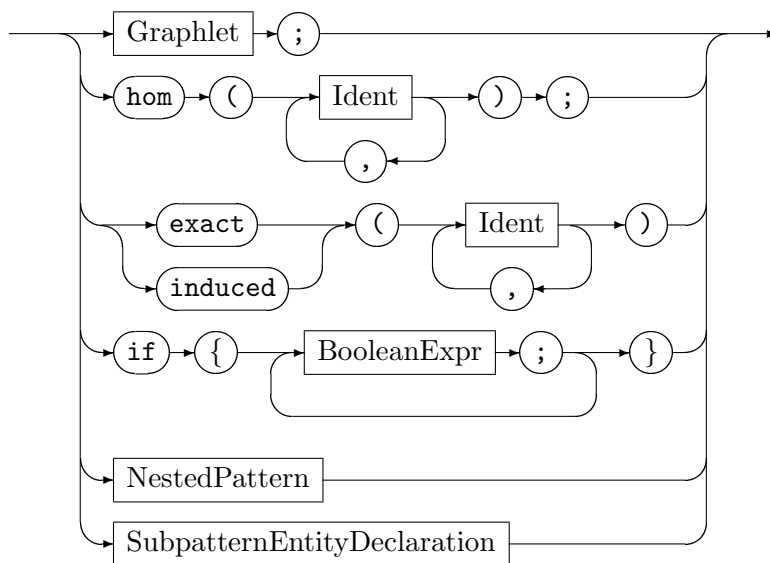 Graphlet ;
hom ( Ident ) ;
,
exact ( Ident )
induced ,
if { BooleanExpr ; }
NestedPattern
SubpatternEntityDeclaration